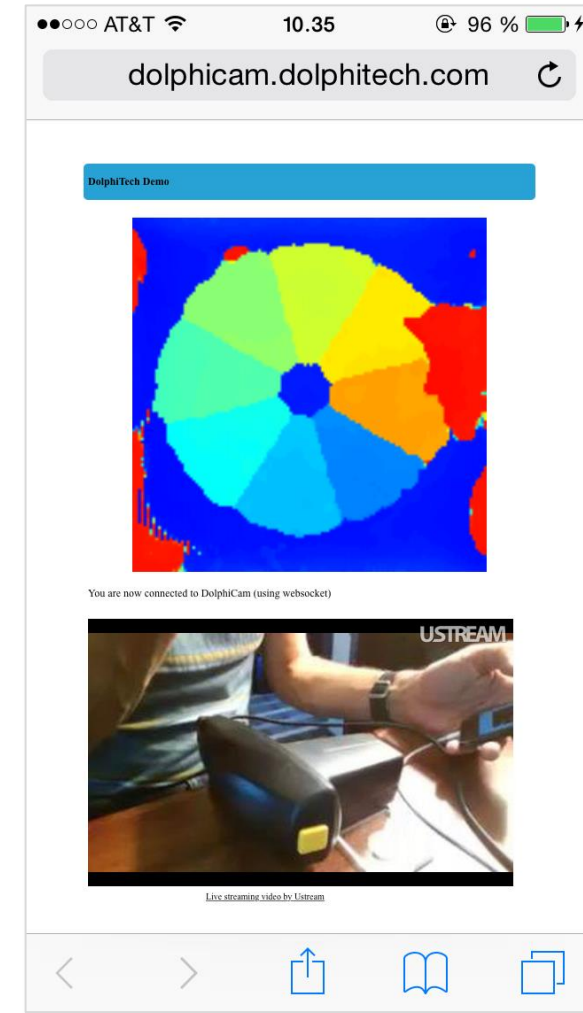 AT&T 10.35 96 %
dolphicam.dolphitech.com
DolphiTech Demo
You are now connected to DolphiCam (using websocket)
USTREAM
Live streaming video by Ustream